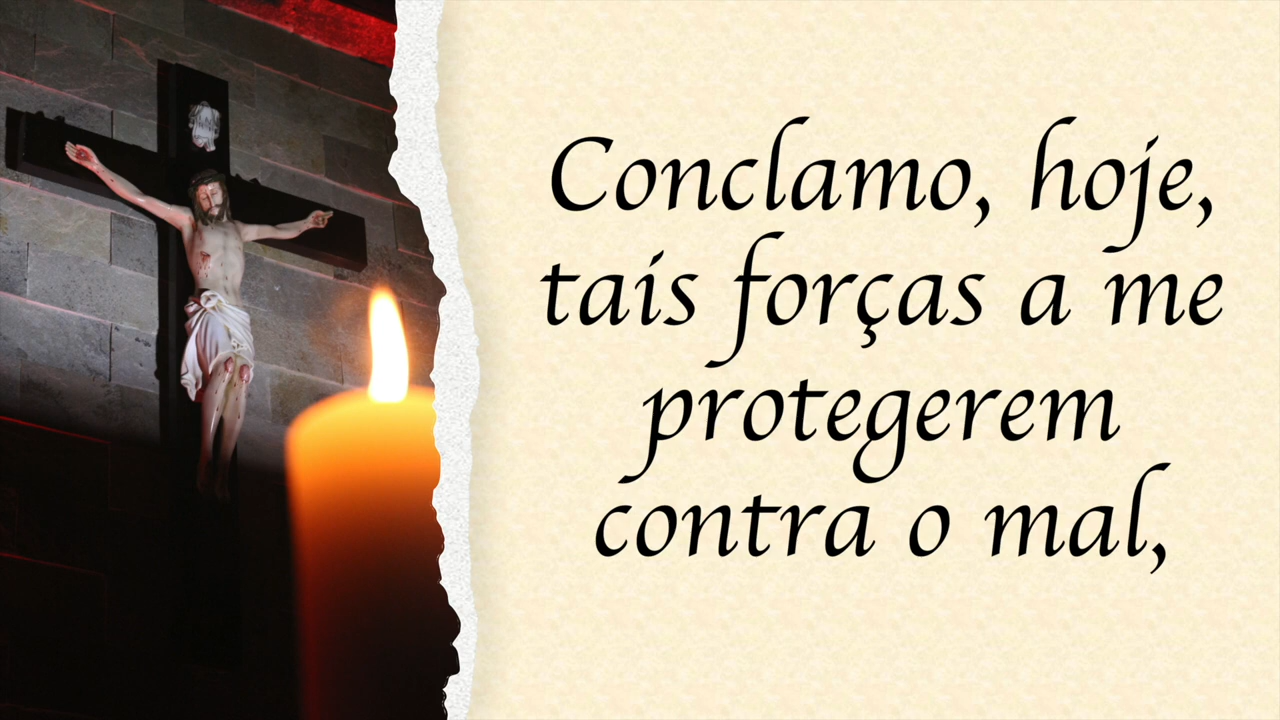 Conclamo, hoje,
tais forças a me
protegerem
contra o mal,